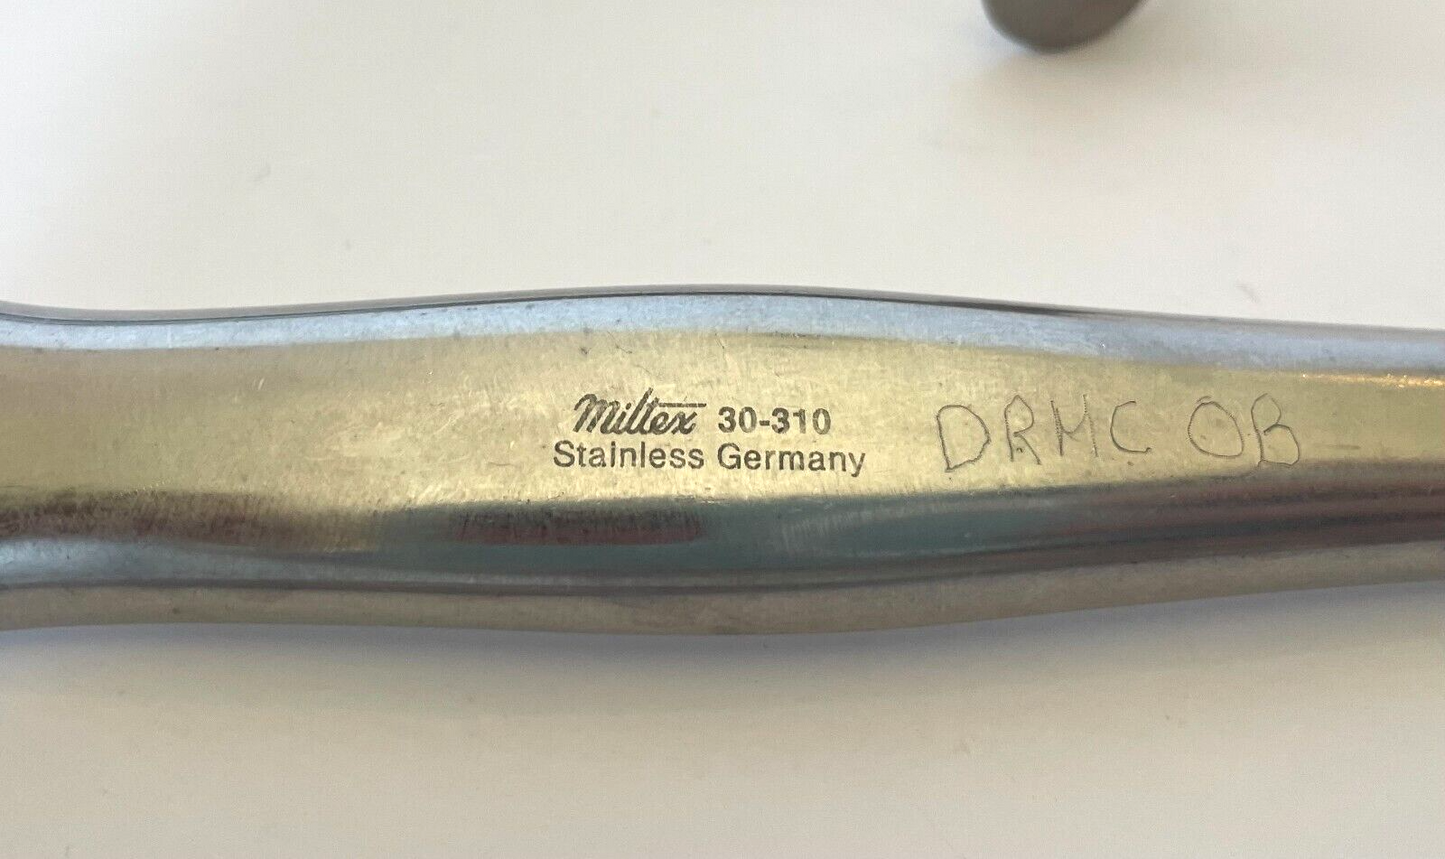 Miltex 30-310
Stainless Germany
DRMC OB